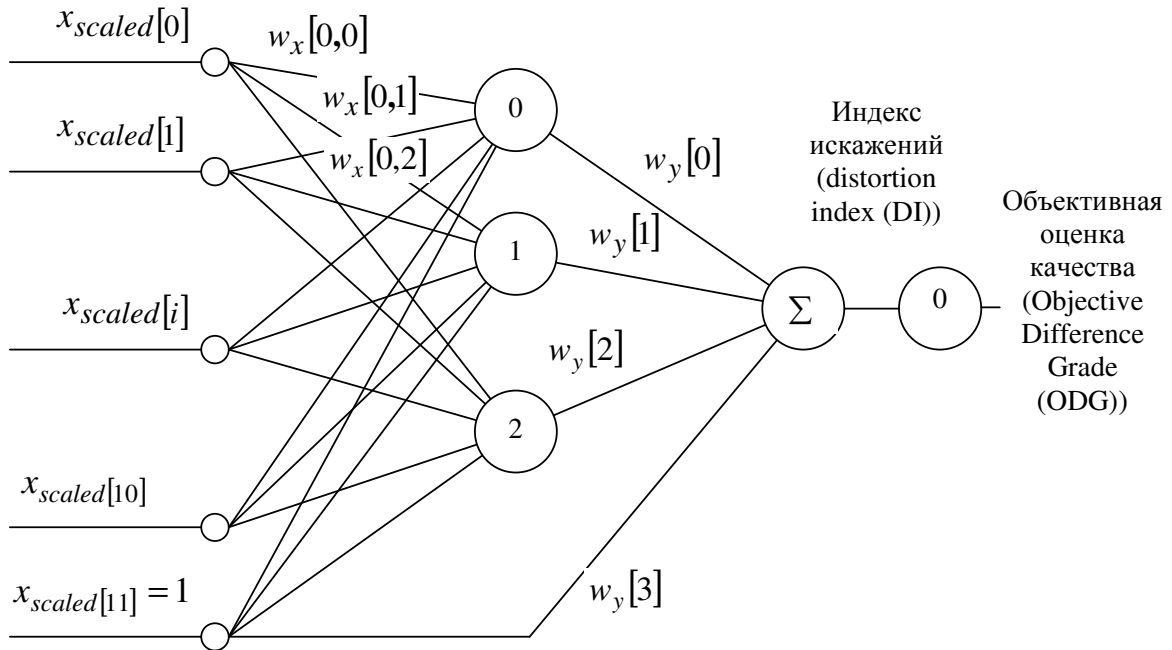 x_scaled[0]
w_x[0,0]
w_x[0,1]
x_scaled[1]
w_x[0,2]
x_scaled[i]
x_scaled[10]
x_scaled[11] = 1
0
1
2
w_y[0]
w_y[1]
w_y[2]
w_y[3]
Σ
Индекс
искажений
(distortion
index (DI))
0
Объективная
оценка
качества
(Objective
Difference
Grade
(ODG))